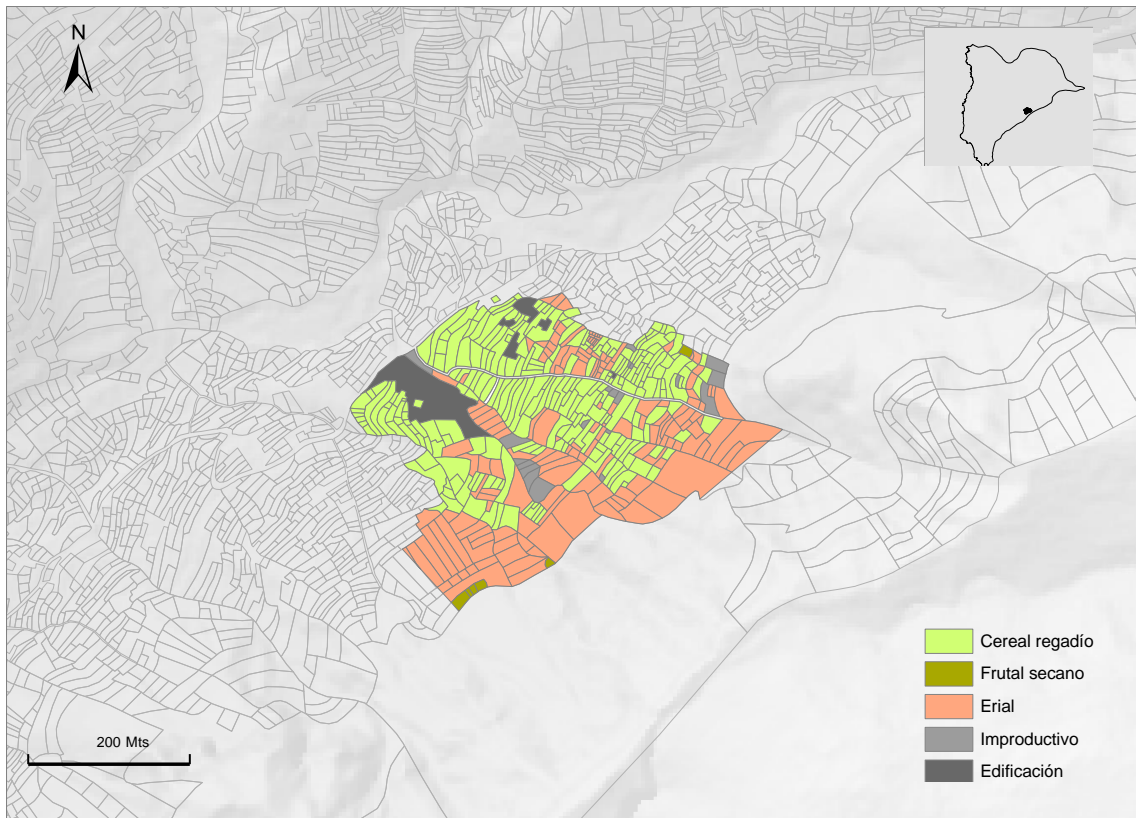 N
Cereal regadío
Frutal secano
Erial
Improductivo
Edificación
200 Mts